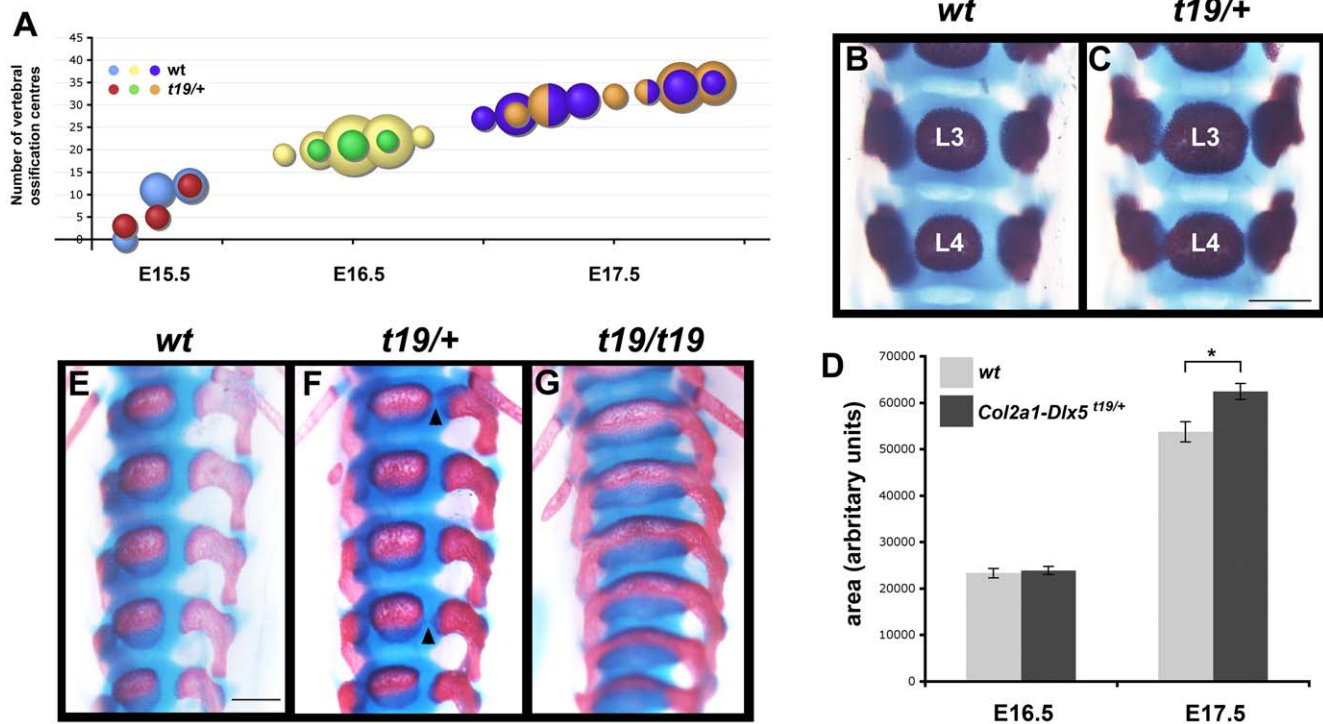 A
Number of vertebral
ossification centres
45
40
35
30
25
20
15
10
5
0
wt
t19/+
E15.5
E16.5
E17.5
wt
t19/+
B
L3
L4
C
L3
L4
wt
t19/+
t19/t19
E
F
G
D
area (arbritary units)
70000
60000
50000
40000
30000
20000
10000
0
wt
Col2a1-Dlx5 t19/+
*
E16.5
E17.5